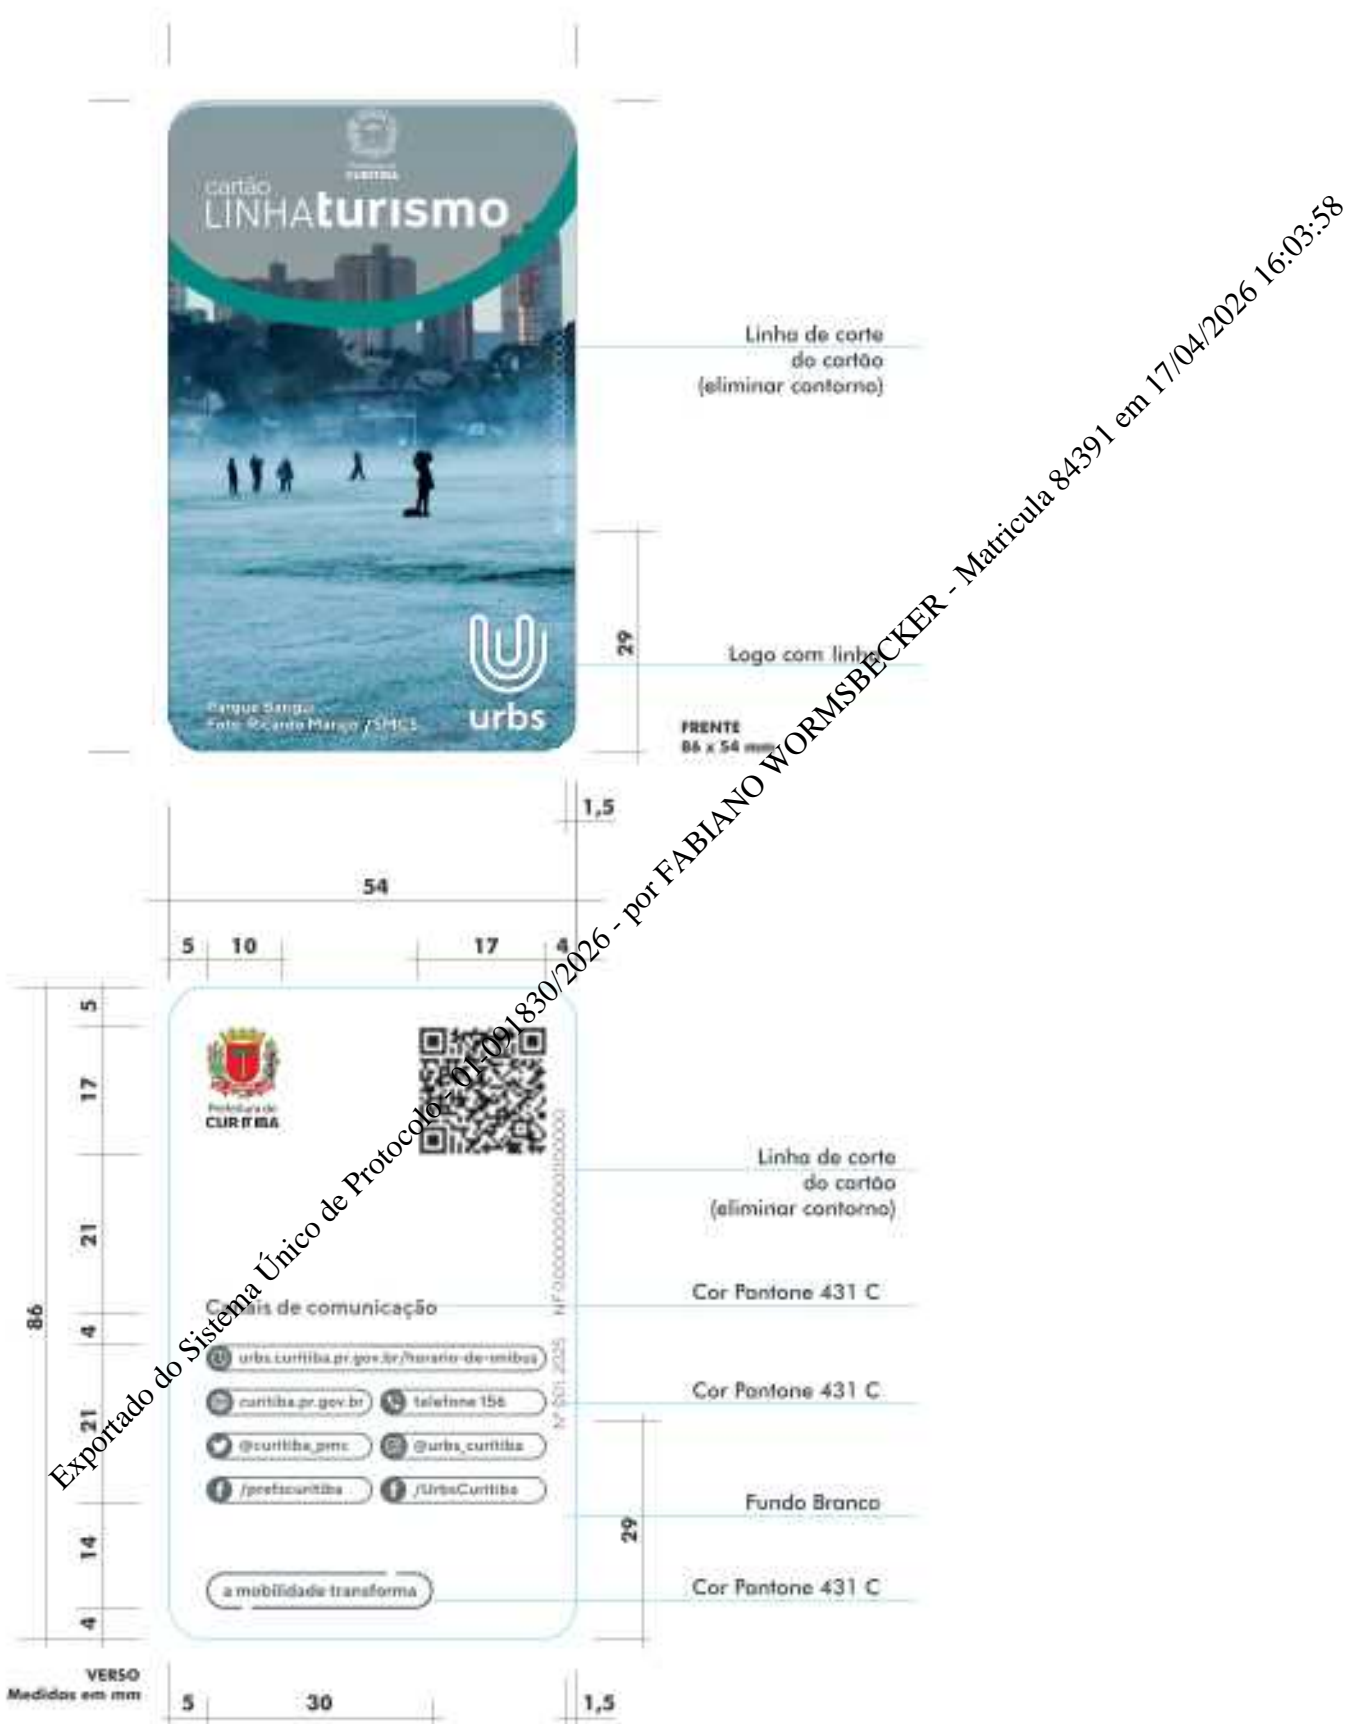 CURITIBA
cartão
LINHAturismo
Linha de corte
do cartão
(eliminar contorno)
29
Logo com linha
urbs
FRENTE
86 x 54 mm
1,5
54
5
10
17
4
5
17
21
4
21
14
4
86
Prefeitura de
CURITIBA
Linha de corte
do cartão
(eliminar contorno)
Canais de comunicação
Cor Pantone 431 C
urbs.curitiba.pr.gov.br/horario-de-onibus
curitiba.pr.gov.br
telefone 156
Cor Pantone 431 C
@curitiba_pmc
@urbs_curitiba
/prefscuritiba
/UrbsCuritiba
Nº 001 2025
Fundo Branco
29
a mobilidade transforma
Cor Pantone 431 C
VERSO
Medidas em mm
5
30
1,5
Exportado do Sistema Único de Protocolo - 01-091830/2026 - por FABIANO WORMSBECKER - Matricula 84391 em 17/04/2026 16:03:58